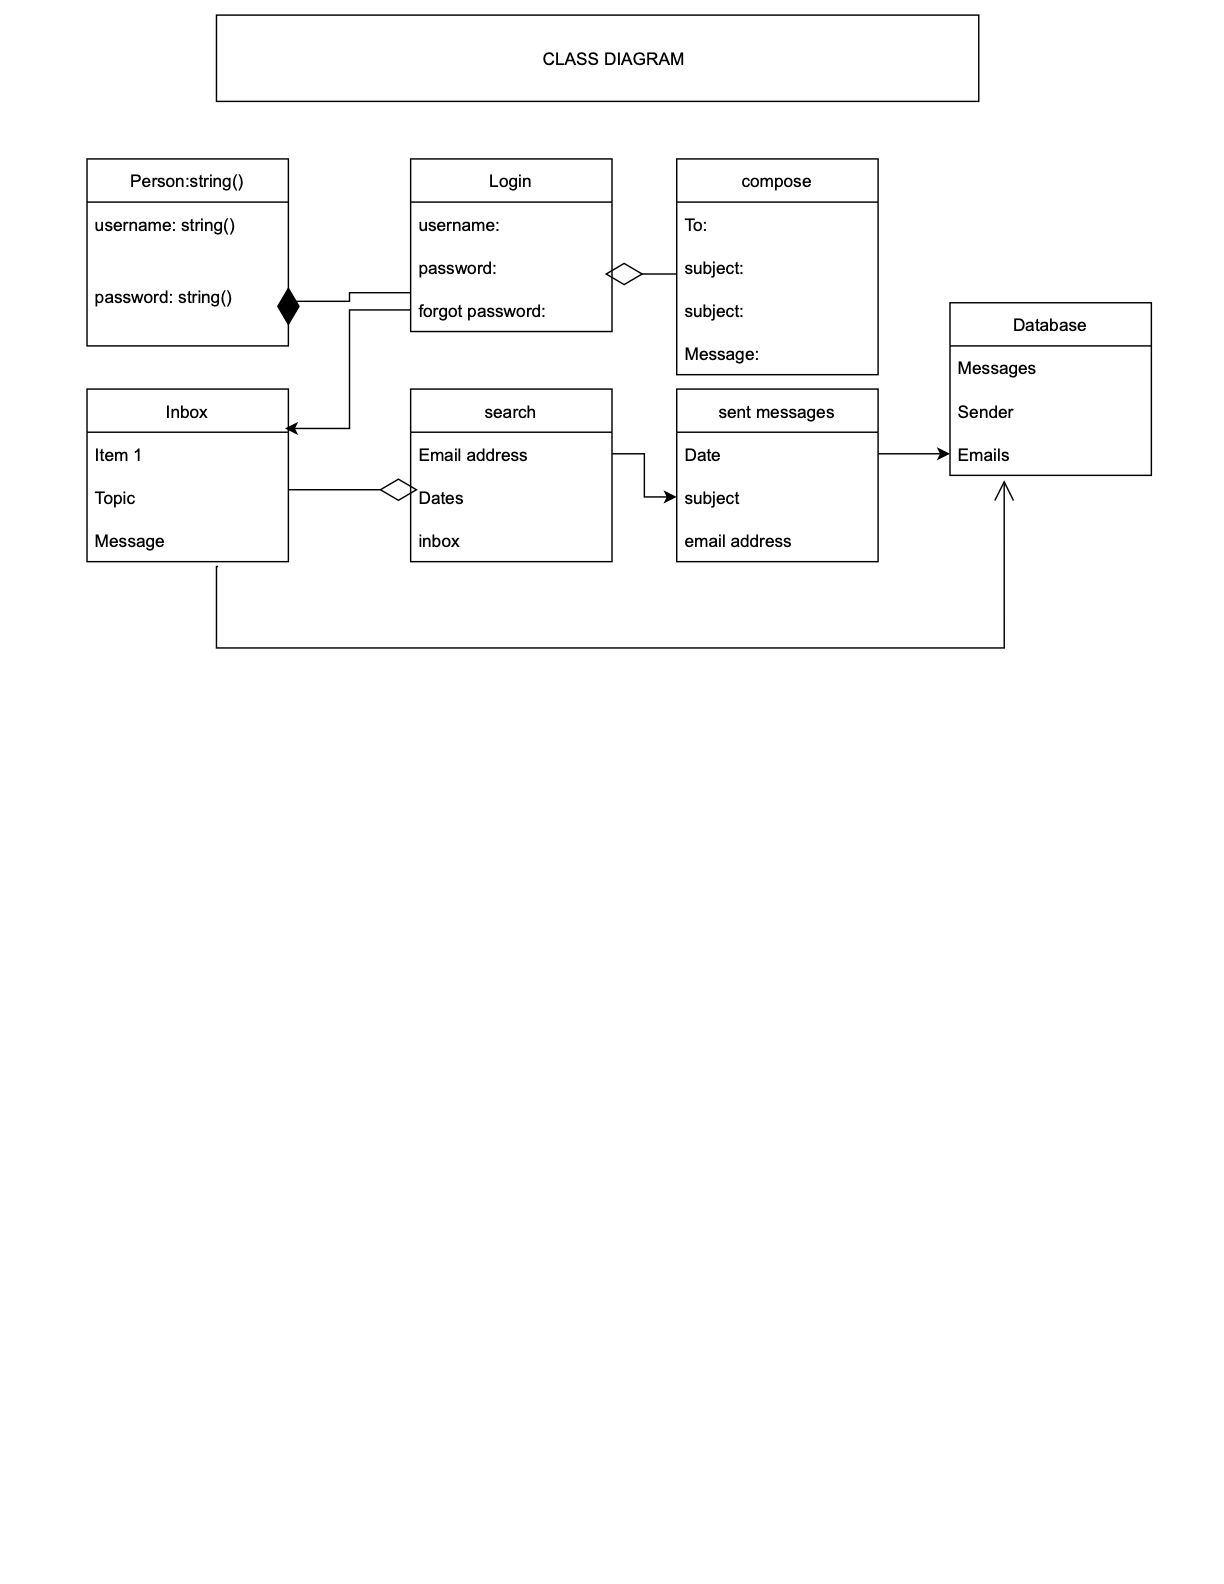 CLASS DIAGRAM
Person:string()
username: string()
password: string()
Login
username:
password:
forgot password:
compose
To:
subject:
subject:
Message:
Database
Messages
Sender
Emails
Inbox
Item 1
Topic
Message
search
Email address
Dates
inbox
sent messages
Date
subject
email address